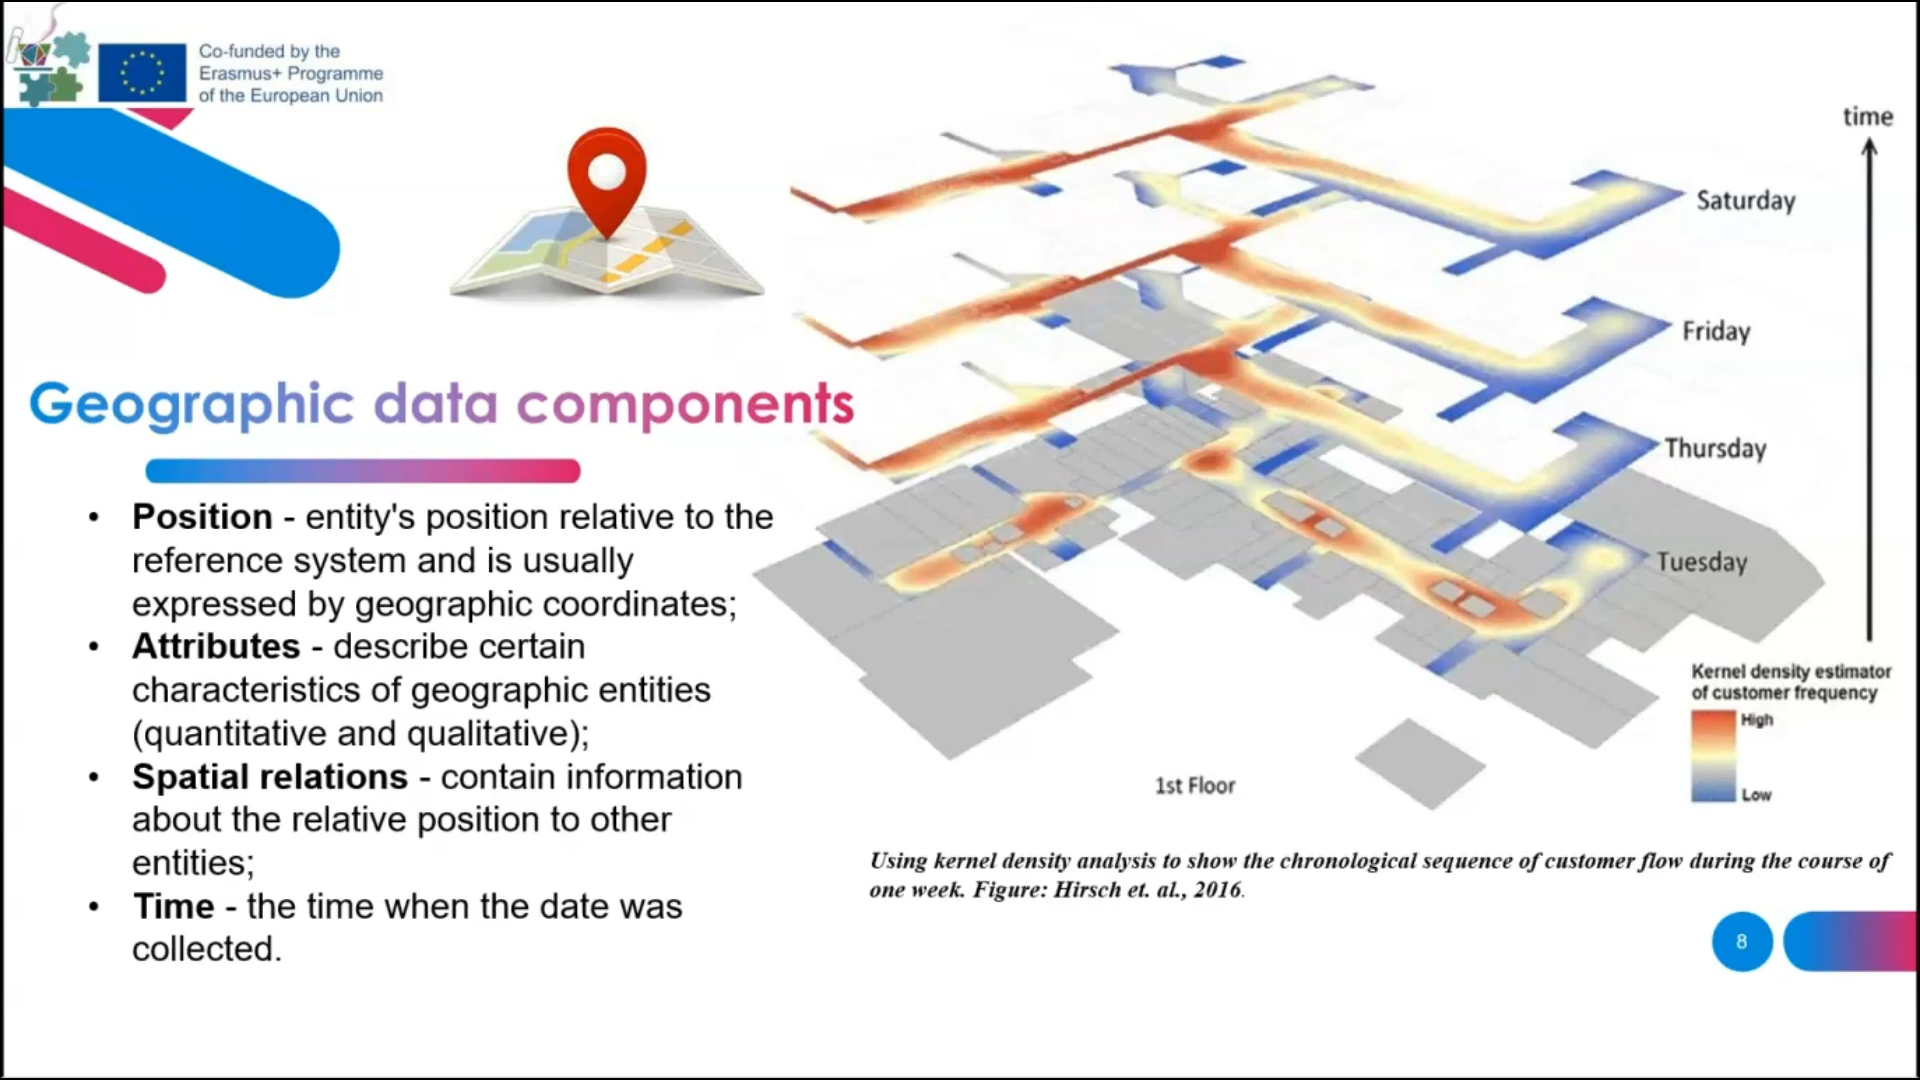 Co-funded by the
Erasmus+ Programme
of the European Union
Geographic data components
• Position - entity's position relative to the
reference system and is usually
expressed by geographic coordinates;
• Attributes - describe certain
characteristics of geographic entities
(quantitative and qualitative);
• Spatial relations - contain information
about the relative position to other
entities;
• Time - the time when the date was
collected.
time
Saturday
Friday
Thursday
Tuesday
Kernel density estimator
of customer frequency
High
Low
1st Floor
Using kernel density analysis to show the chronological sequence of customer flow during the course of
one week. Figure: Hirsch et. al., 2016.
8